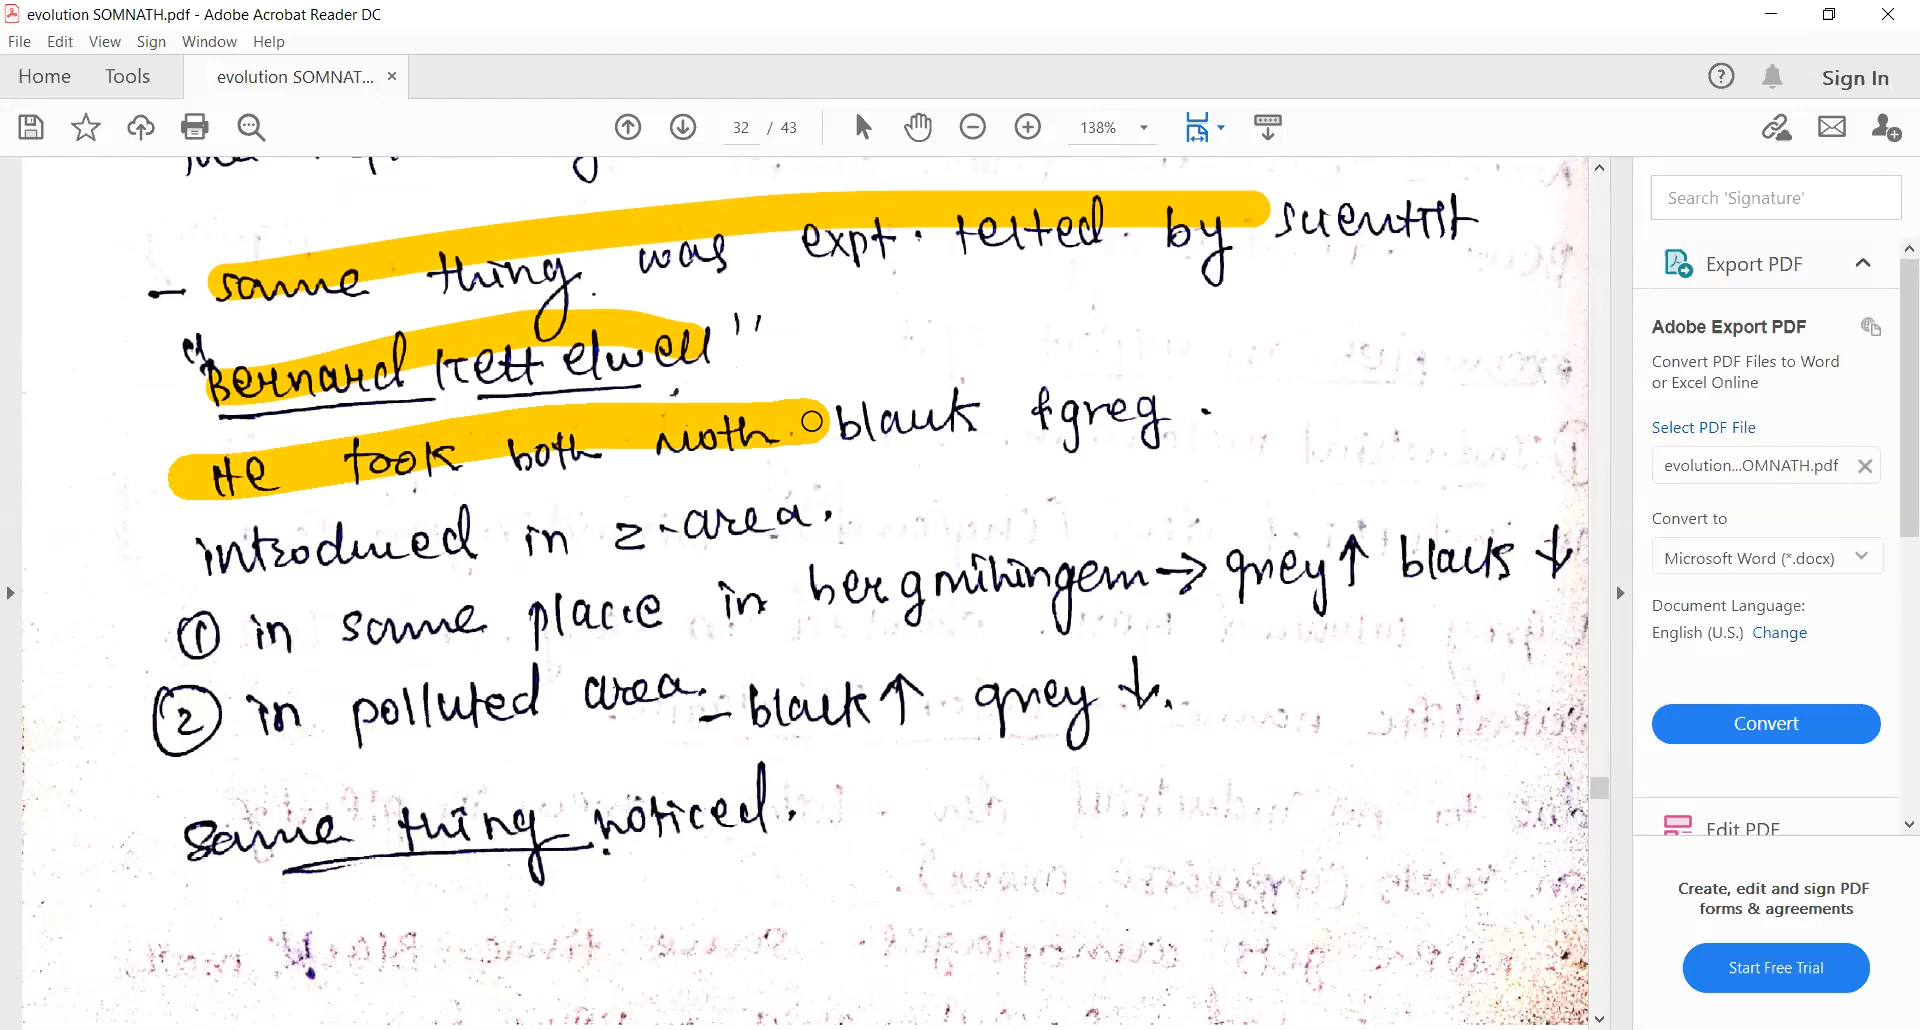 evolution SOMNATH.pdf - Adobe Acrobat Reader DC
File Edit View Sign Window Help
Home Tools evolution SOMNAT... × Sign In
32 / 43 138%
- same thing was expt. tested by scientist
"Bernard Kettelwell"
He took both moth blauk & greg.
introduced in 2-area.
① in same place in bergmihingem → grey ↑ blacks ↓
② in polluted area - black ↑ grey ↓.
same thing noticed.
Search 'Signature'
Export PDF
Adobe Export PDF
Convert PDF Files to Word
or Excel Online
Select PDF File
evolution...OMNATH.pdf
Convert to
Microsoft Word (*.docx)
Document Language:
English (U.S.) Change
Convert
Edit PDF
Create, edit and sign PDF
forms & agreements
Start Free Trial